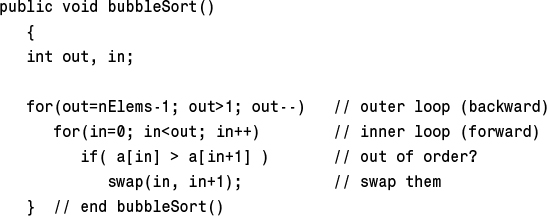 public void bubbleSort()
{
int out, in;
for(out=nElems-1; out>1; out--) // outer loop (backward)
for(in=0; in<out; in++) // inner loop (forward)
if( a[in] > a[in+1] ) // out of order?
swap(in, in+1); // swap them
} // end bubbleSort()